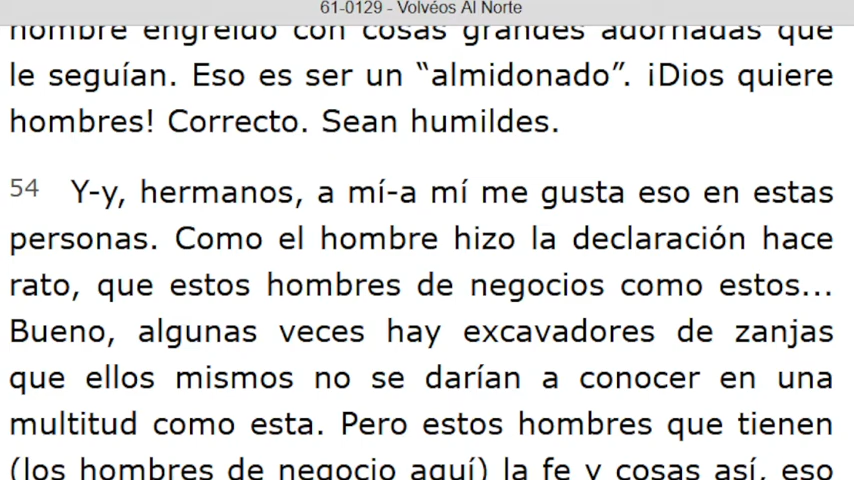 61-0129 - Volvéos Al Norte
hombre engreído con cosas grandes adornadas que
le seguían. Eso es ser un “almidonado”. ¡Dios quiere
hombres! Correcto. Sean humildes.
54 Y-y, hermanos, a mí-a mí me gusta eso en estas
personas. Como el hombre hizo la declaración hace
rato, que estos hombres de negocios como estos...
Bueno, algunas veces hay excavadores de zanjas
que ellos mismos no se darían a conocer en una
multitud como esta. Pero estos hombres que tienen
(los hombres de negocio aquí) la fe y cosas así, eso